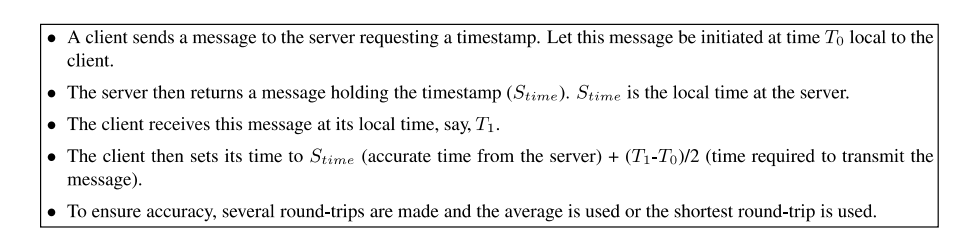 • A client sends a message to the server requesting a timestamp. Let this message be initiated at time T₀ local to the
client.
• The server then returns a message holding the timestamp (S_time). S_time is the local time at the server.
• The client receives this message at its local time, say, T₁.
• The client then sets its time to S_time (accurate time from the server) + (T₁-T₀)/2 (time required to transmit the
message).
• To ensure accuracy, several round-trips are made and the average is used or the shortest round-trip is used.